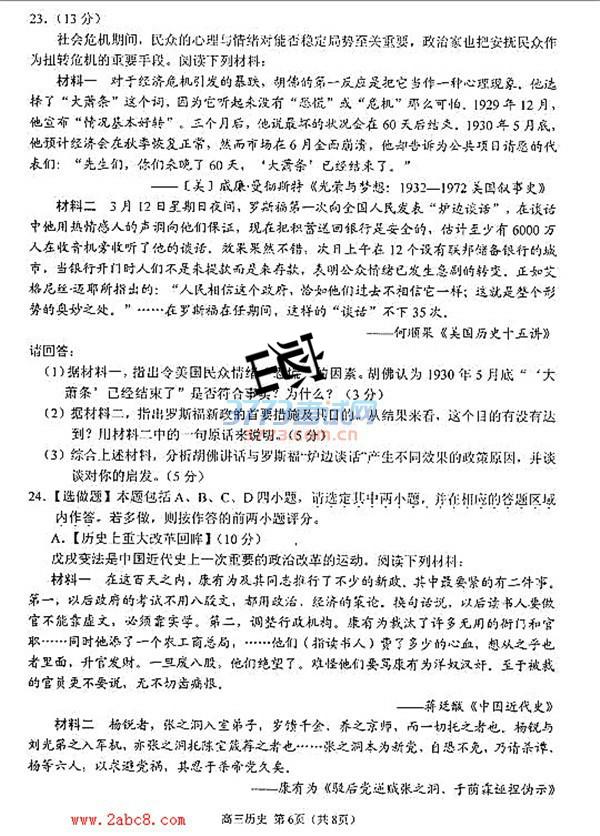 23.（13 分）
社会危机期间，民众的心理与情绪对能否稳定局势至关重要，政治家也把安抚民众作
为扭转危机的重要手段。阅读下列材料：
材料一　对于经济危机引发的暴跌，胡佛的第一反应是把它当作一种心理现象。他选
择了“大萧条”这个词，因为它听起来没有“恐慌”或“危机”那么可怕。1929 年 12 月，
他宣布“情况基本好转”。三个月后，他说最坏的状况会在 60 天后结束。1930 年 5 月底，
他预计经济会在秋季恢复正常，然而市场在 6 月全面崩溃，他却告诉为公共项目请愿的代
表们：“先生们，你们来晚了 60 天，‘大萧条’已经结束了。”
——［美］威廉·曼彻斯特《光荣与梦想：1932—1972 美国叙事史》
材料二　3 月 12 日星期日夜间，罗斯福第一次向全国人民发表“炉边谈话”，在谈话
中他用热情感人的声调向他们保证，现在把积蓄送回银行是安全的，估计至少有 6000 万
人在收音机旁收听了他的谈话。效果果然不错，次日上午在 12 个设有联邦储备银行的城
市，当银行开门时人们不是来提款而是来存款，表明公众情绪已发生急剧的转变。正如艾
格尼丝·迈耶所指出的：“人民相信这个政府，恰如他们过去不相信它一样；这就是整个形
势的奥妙之处。”……在罗斯福在任期间，这样的“谈话”不下 35 次。
——何顺果《美国历史十五讲》
请回答：
（1）据材料一，指出令美国民众情绪 的因素。胡佛认为 1930 年 5 月底“‘大
萧条’已经结束了”是否符合事实？为什么？（3 分）
（2）据材料二，指出罗斯福新政的首要措施及其目的。从结果来看，这个目的有没有达
到？用材料二中的一句原话来说明。（5 分）
（3）综合上述材料，分析胡佛讲话与罗斯福“炉边谈话”产生不同效果的政策原因，并谈
谈对你的启发。（5 分）
24.【选做题】本题包括 A、B、C、D 四小题，请选定其中两小题，并在相应的答题区域
内作答。若多做，则按作答的前两小题评分。
A.【历史上重大改革回眸】（10 分）
戊戌变法是中国近代史上一次重要的政治改革的运动。阅读下列材料：
材料一　在这百天之内，康有为及其同志推行了不少的新政。其中最要紧的有二件事。
第一，以后政府的考试不用八股文，都用政治、经济的策论。换句话说，以后读书人要做
官不能靠虚文，必须靠实学。第二，调整行政机构。康有为裁汰了许多无用的衙门和官
职……同时他添了一个农工商总局，……他们（指读书人）费了多少的心血，想从之乎也
者里面，升官发财。一旦废八股，他们绝望了。难怪他们要骂康有为洋奴汉奸。至于被裁
的官员更不要说，无不切齿痛恨。
——蒋廷黻《中国近代史》
材料二　杨锐者，张之洞入室弟子，岁馈千金，养之京师，而一切托之者也。杨锐与
刘光第之入军机，亦张之洞托陈宝箴荐之者也……张之洞本为新党，自恐不免，乃请杀谭、
杨等六人，以求避党祸，其忍于杀帝党久矣。
——康有为《驳后党逆贼张之洞、于荫霖诬捏伪示》
高三历史　第 6 页（共 8 页）
3773考试网
3773.com.cn
www.2abc8.com